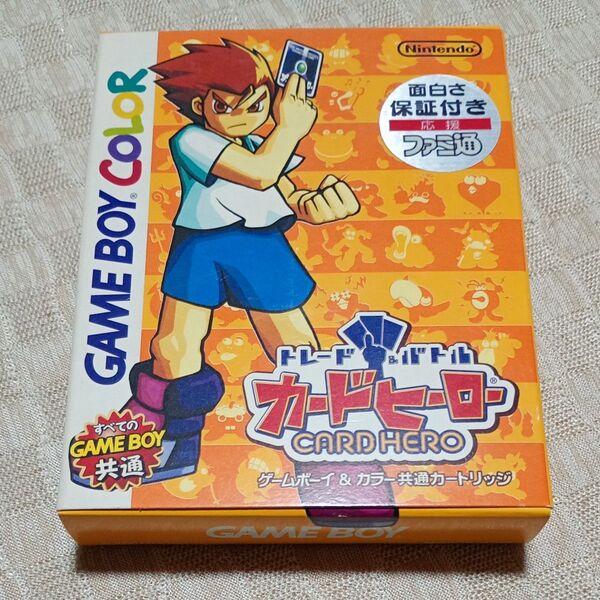 GAME BOY COLOR
Nintendo®
面白さ
保証付き
応援
ファミ通
トレード&バトル
カードヒーロー®
CARD HERO
すべての
GAME BOY
共通
ゲームボーイ & カラー共通カートリッジ
GAME BOY